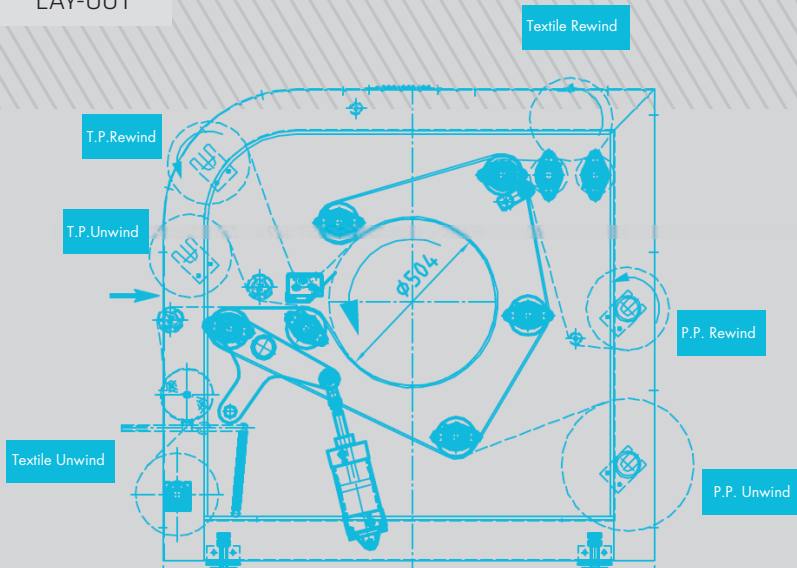 LAY-OUT
Textile Rewind
T.P.Rewind
T.P.Unwind
ø504
P.P. Rewind
Textile Unwind
P.P. Unwind